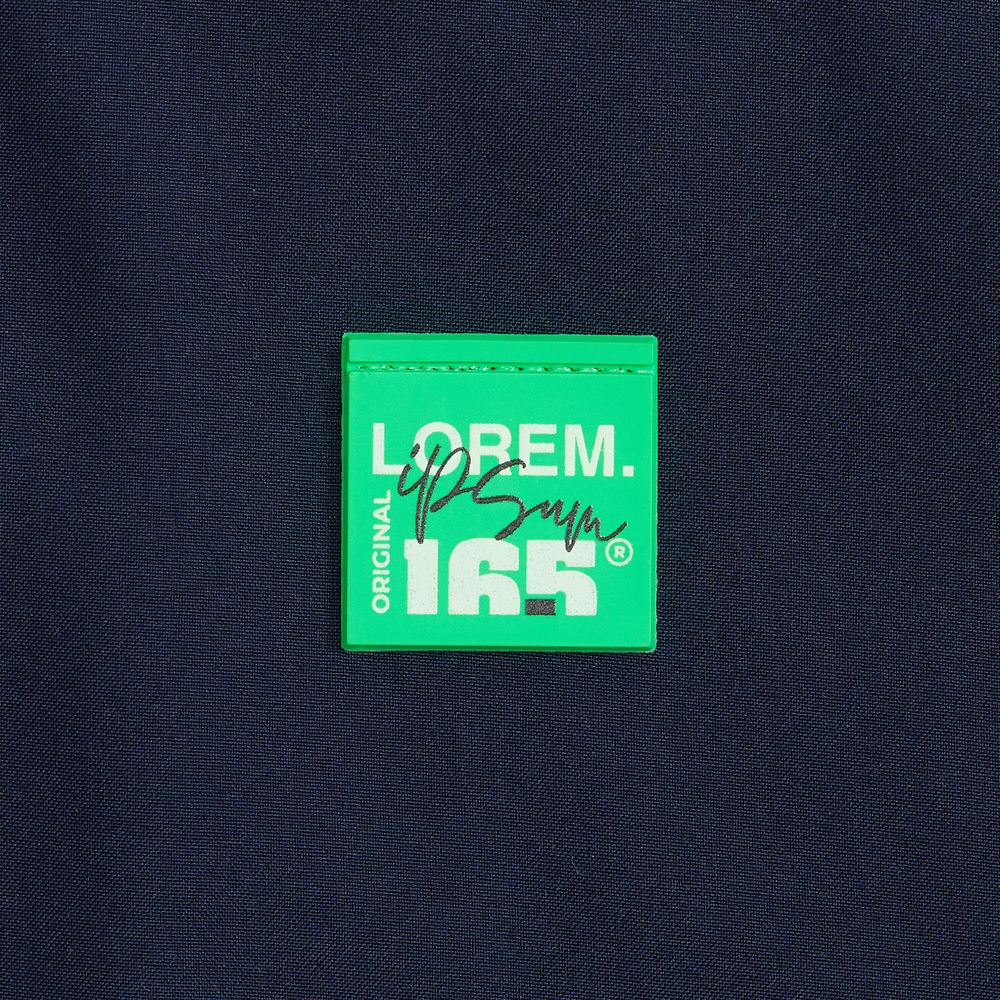 LOREM.
ipsum
ORIGINAL
165 ®